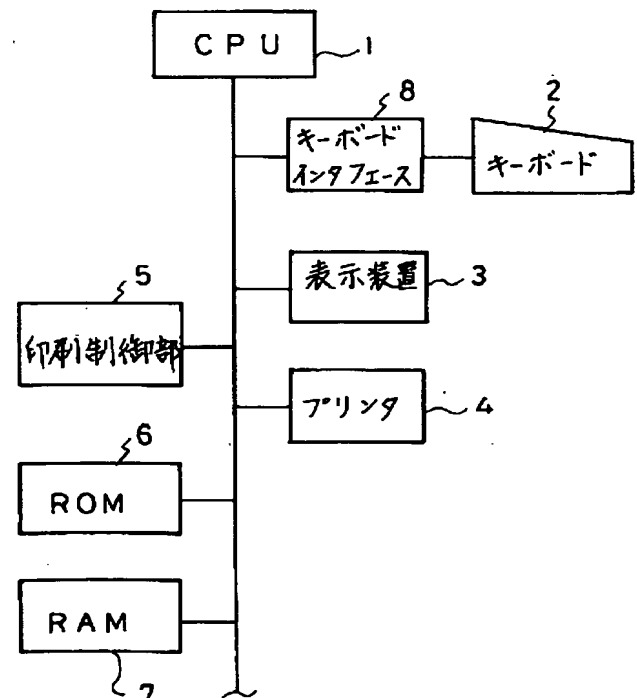 CPU
1
8
2
キーボード
インタフェース
キーボード
表示装置
3
5
印刷制御部
プリンタ
4
6
ROM
RAM
7